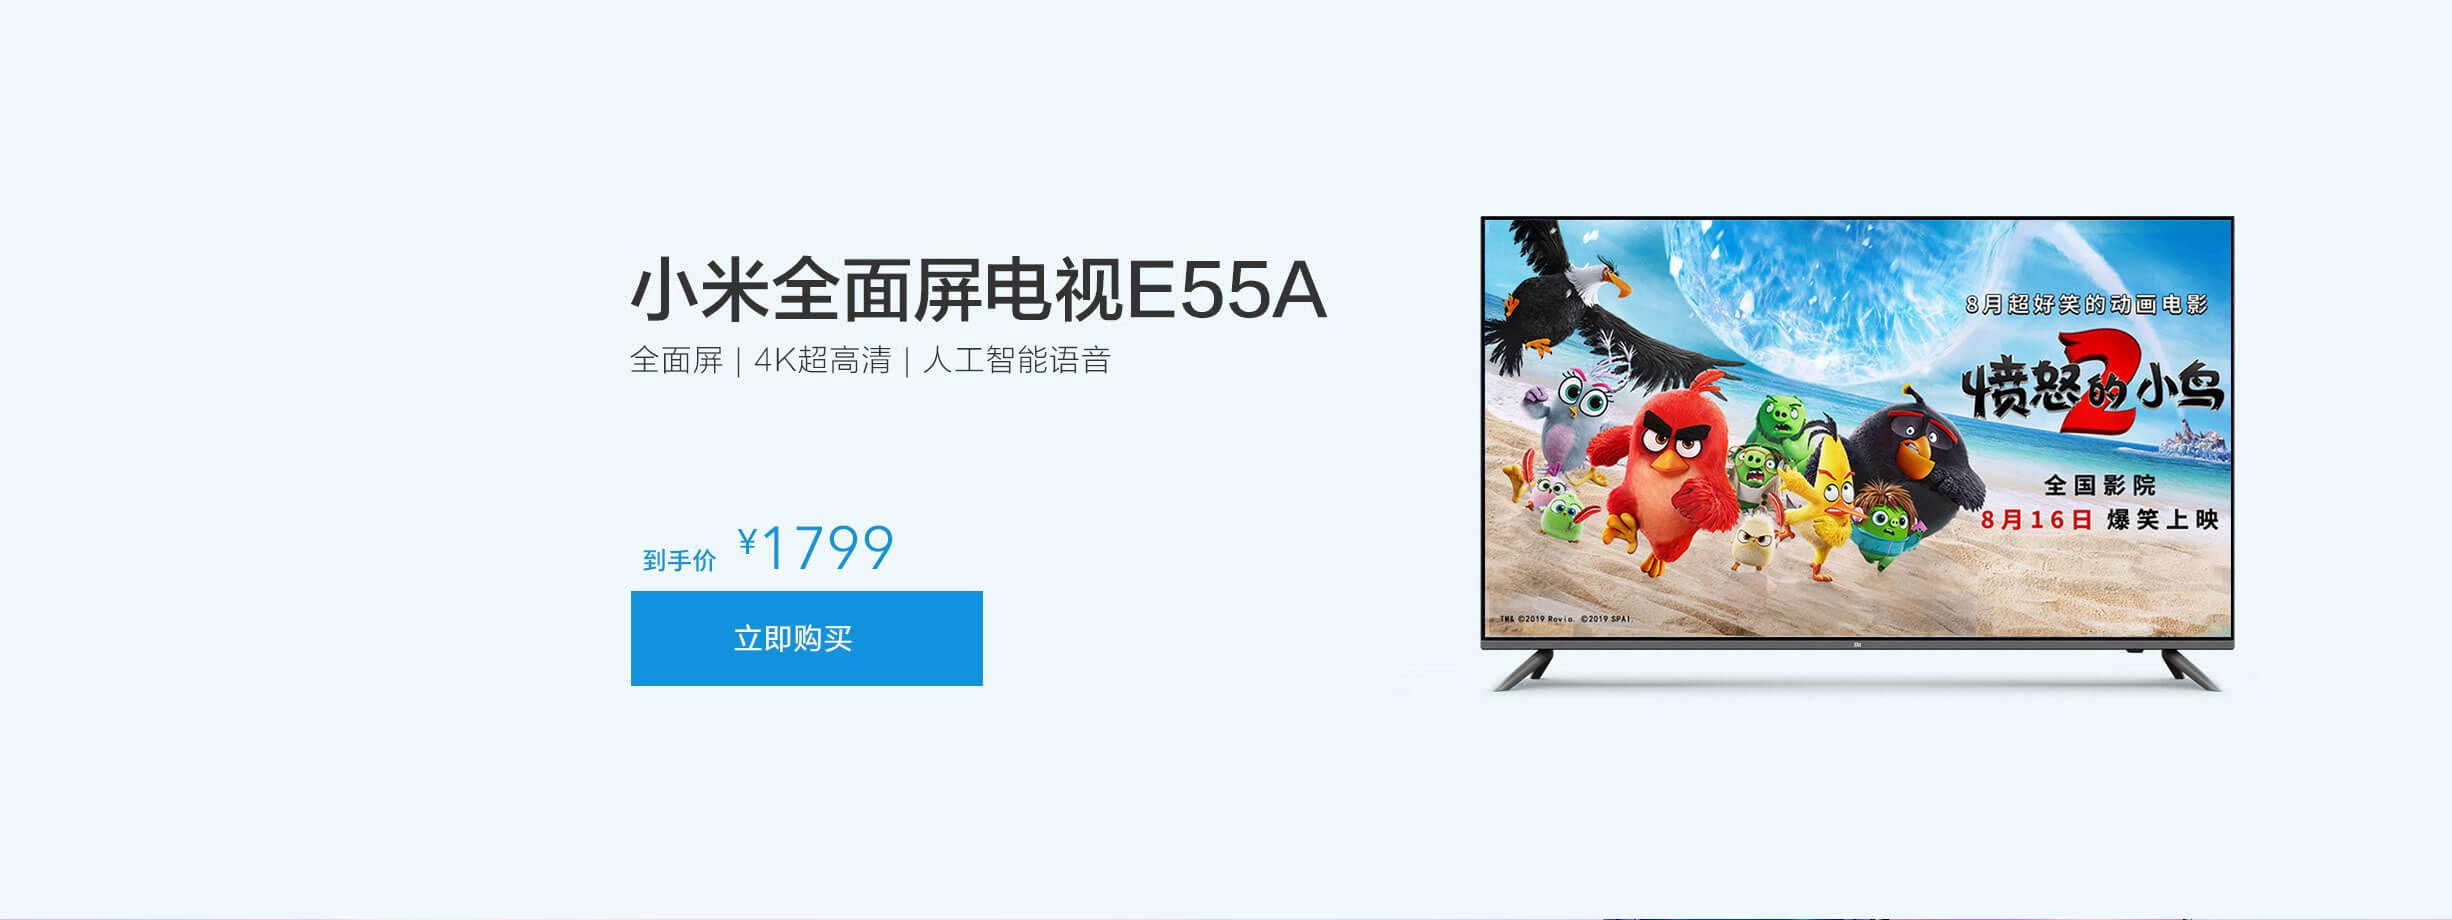 小米全面屏电视E55A
全面屏 | 4K超高清 | 人工智能语音
到手价 ¥1799
立即购买
8月超好笑的动画电影
愤怒的小鸟2
全国影院
8月16日 爆笑上映
TM& ©2019 Rovio. ©2019 SPAI.
mi